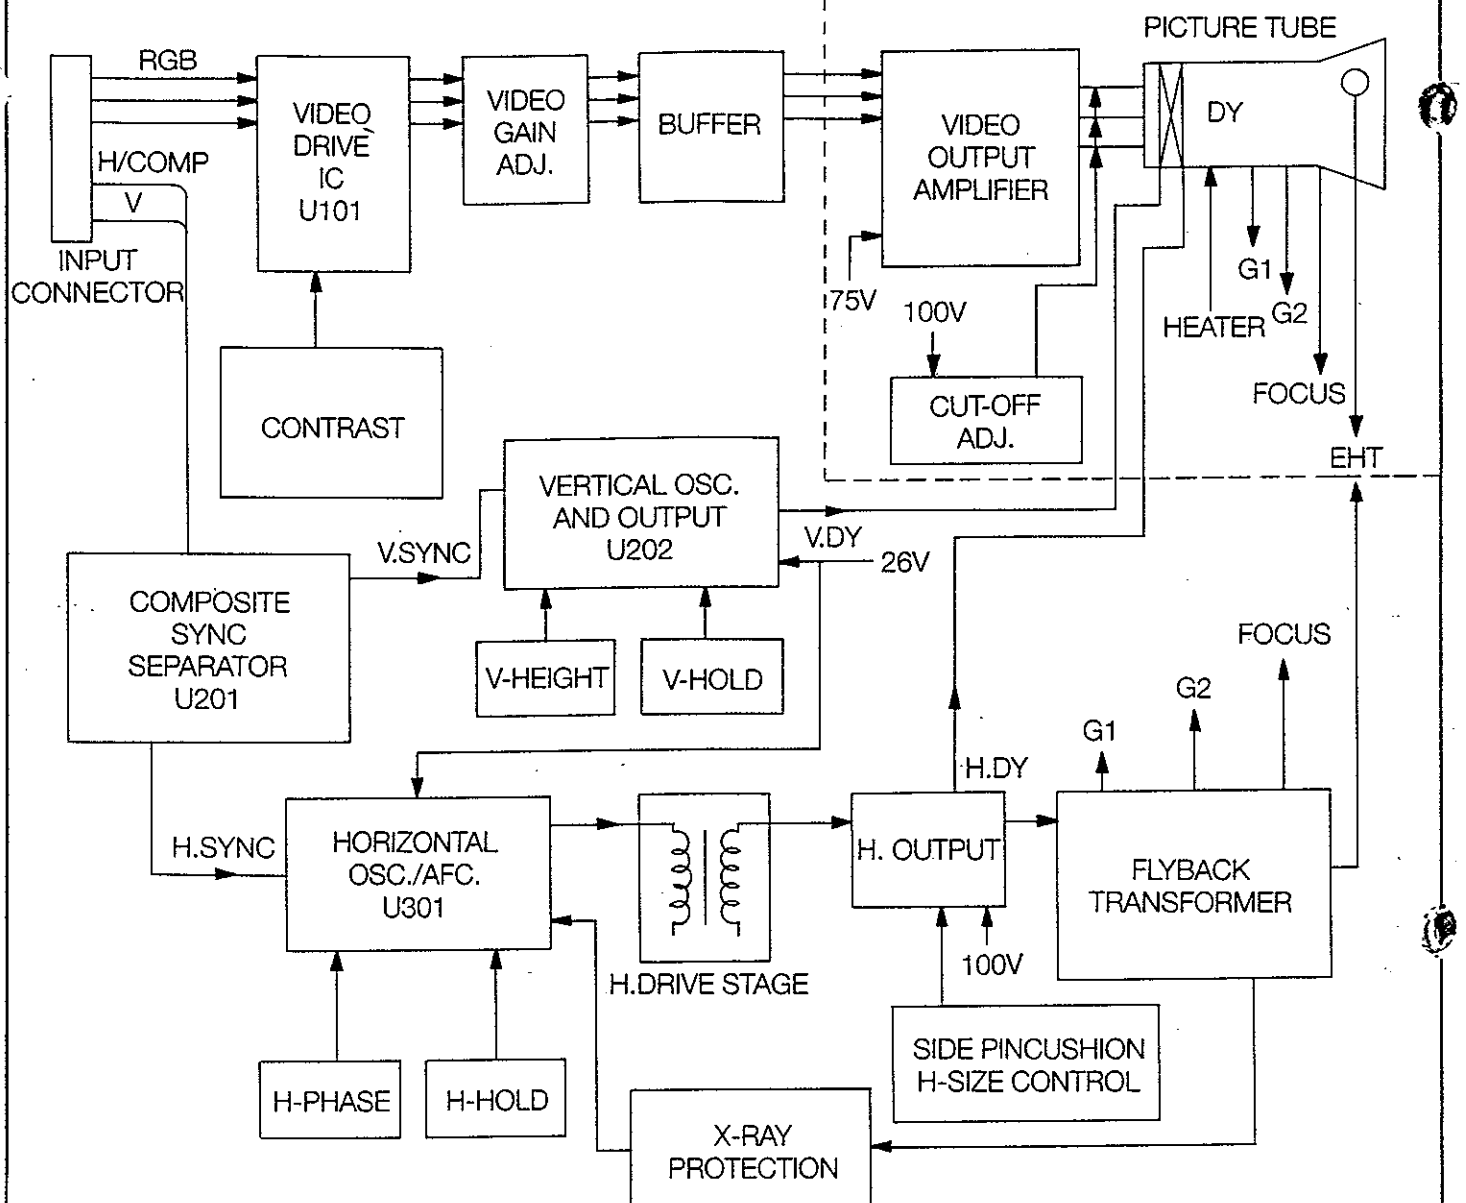 PICTURE TUBE
RGB
VIDEO
DRIVE
IC
U101
VIDEO
GAIN
ADJ.
BUFFER
VIDEO
OUTPUT
AMPLIFIER
DY
H/COMP
V
INPUT
CONNECTOR
75V
100V
G1
G2
HEATER
FOCUS
EHT
CONTRAST
CUT-OFF
ADJ.
VERTICAL OSC.
AND OUTPUT
U202
V.SYNC
V.DY
26V
COMPOSITE
SYNC
SEPARATOR
U201
V-HEIGHT
V-HOLD
FOCUS
G2
G1
H.DY
H.SYNC
HORIZONTAL
OSC./AFC.
U301
H. OUTPUT
FLYBACK
TRANSFORMER
H.DRIVE STAGE
100V
SIDE PINCUSHION
H-SIZE CONTROL
H-PHASE
H-HOLD
X-RAY
PROTECTION